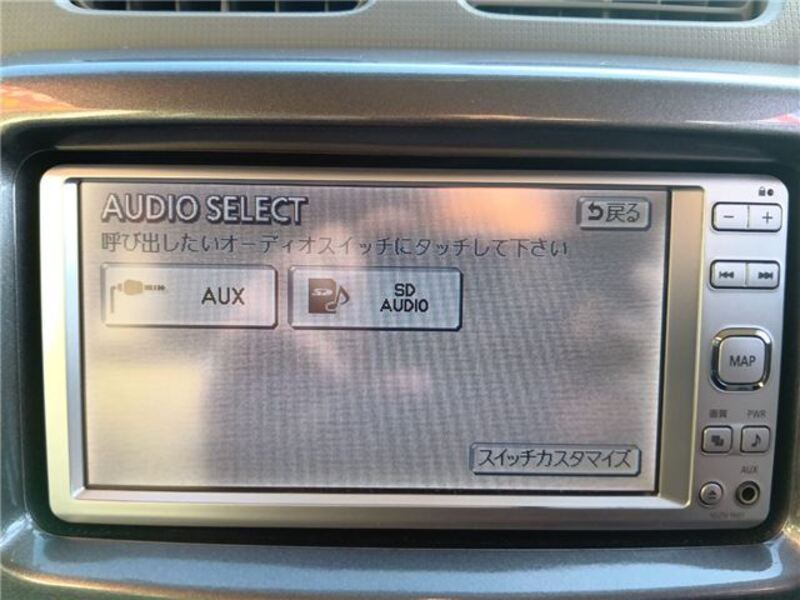 AUDIO SELECT
戻る
呼び出したいオーディオスイッチにタッチして下さい
AUX
SD
AUDIO
スイッチカスタマイズ
− +
MAP
画質 PWR
AUX